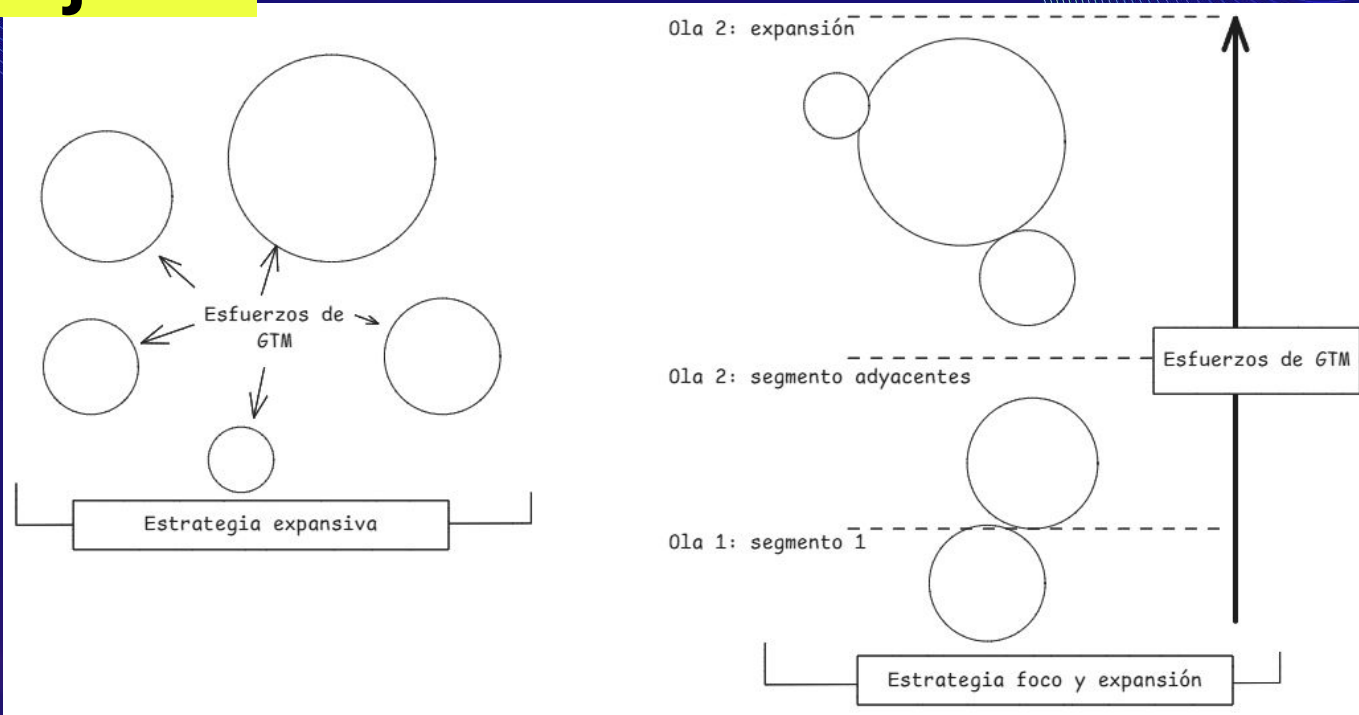 Esfuerzos de
GTM
Estrategia expansiva
Ola 2: expansión
Esfuerzos de GTM
Ola 2: segmento adyacentes
Ola 1: segmento 1
Estrategia foco y expansión